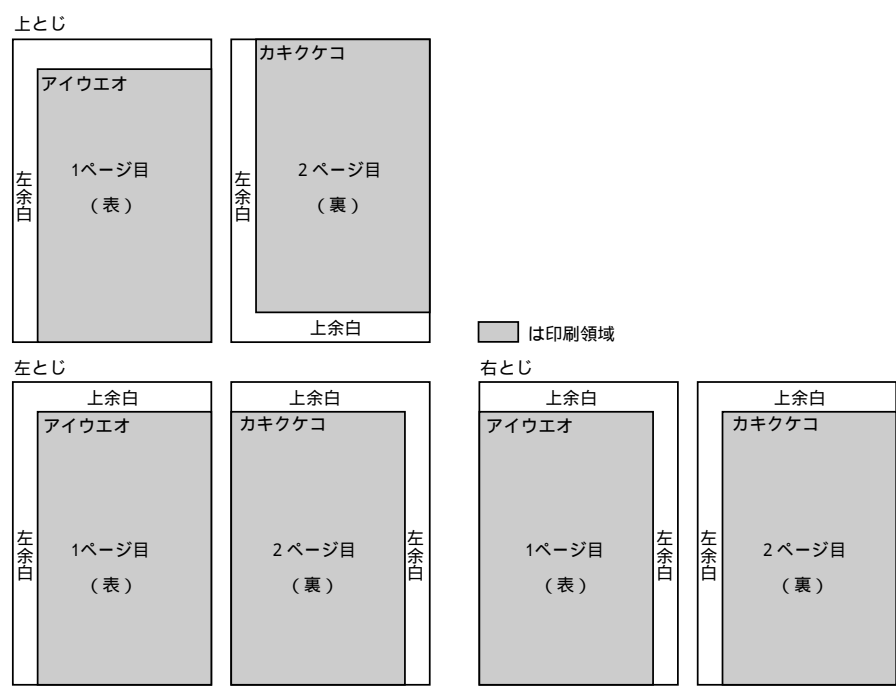 上とじ
アイウエオ
1ページ目
（表）
左余白
カキクケコ
2ページ目
（裏）
左余白
上余白
は印刷領域
左とじ
上余白
アイウエオ
1ページ目
（表）
左余白
上余白
カキクケコ
2ページ目
（裏）
左余白
右とじ
上余白
アイウエオ
1ページ目
（表）
左余白
上余白
カキクケコ
2ページ目
（裏）
左余白